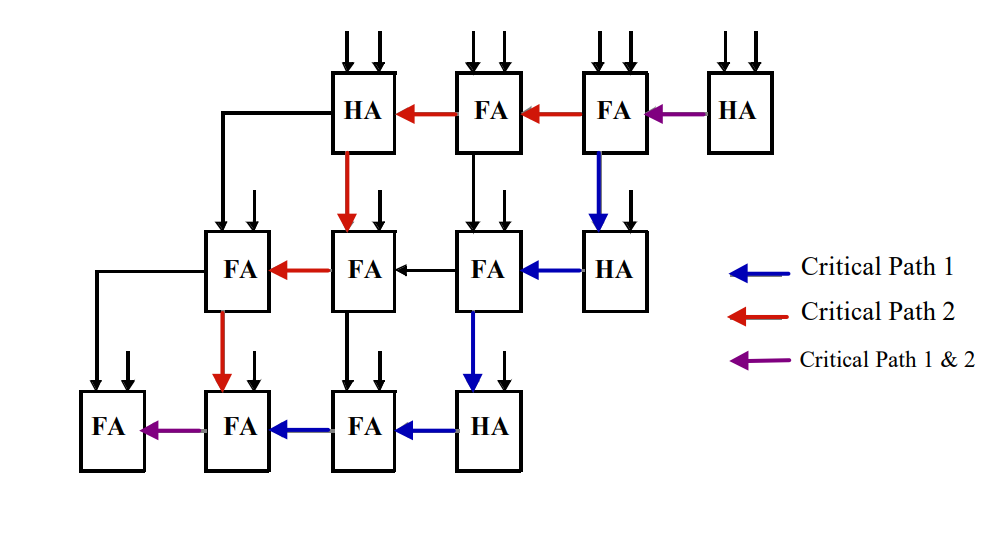 HA FA FA HA
FA FA FA HA
Critical Path 1
Critical Path 2
Critical Path 1 & 2
FA FA FA HA